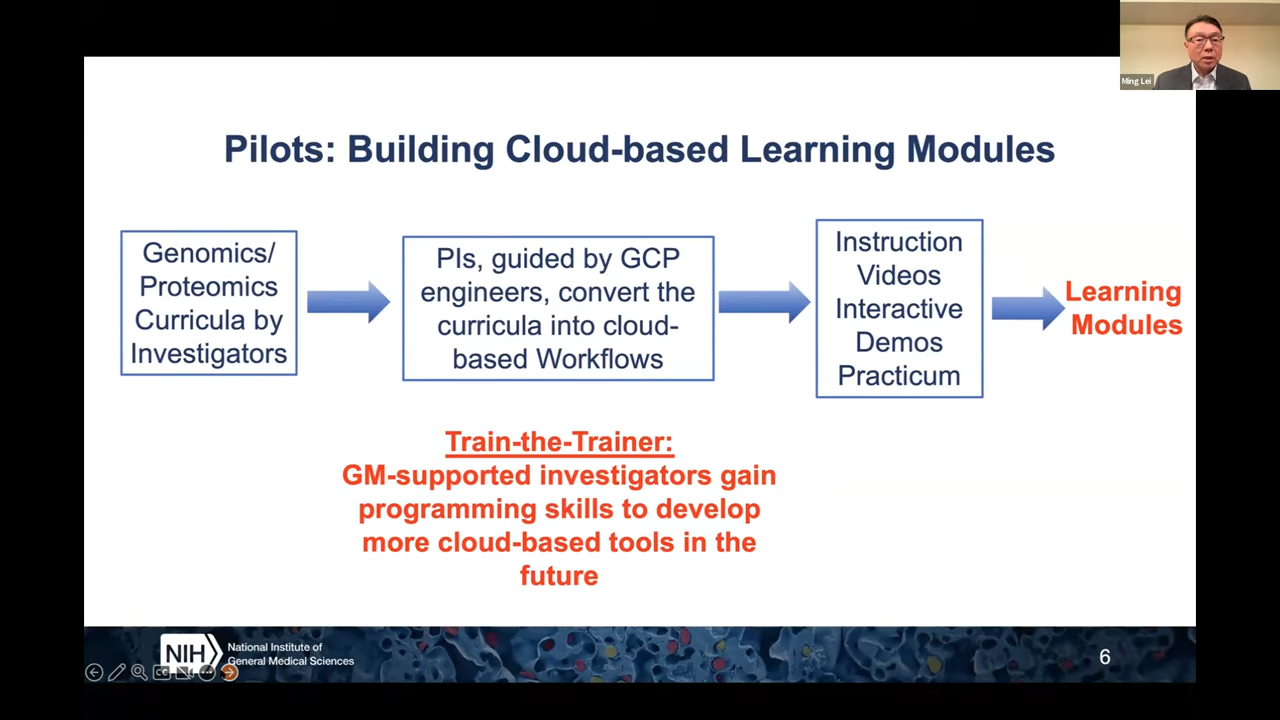 Ming Lei
Pilots: Building Cloud-based Learning Modules
Genomics/
Proteomics
Curricula by
Investigators
PIs, guided by GCP
engineers, convert the
curricula into cloud-
based Workflows
Instruction
Videos
Interactive
Demos
Practicum
Learning
Modules
Train-the-Trainer:
GM-supported investigators gain
programming skills to develop
more cloud-based tools in the
future
NIH
National Institute of
General Medical Sciences
CC
6